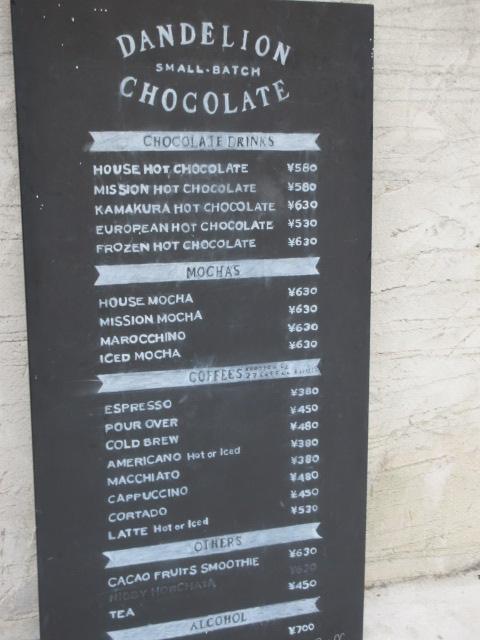 DANDELION
SMALL-BATCH
CHOCOLATE
CHOCOLATE DRINKS
HOUSE HOT CHOCOLATE ¥580
MISSION HOT CHOCOLATE ¥580
KAMAKURA HOT CHOCOLATE ¥630
EUROPEAN HOT CHOCOLATE ¥530
FROZEN HOT CHOCOLATE ¥630
MOCHAS
HOUSE MOCHA ¥630
MISSION MOCHA ¥630
MAROCCHINO ¥630
ICED MOCHA ¥630
COFFEES
ESPRESSO ¥380
POUR OVER ¥450
COLD BREW ¥480
AMERICANO Hot or Iced ¥380
MACCHIATO ¥380
CAPPUCCINO ¥480
CORTADO ¥450
LATTE Hot or Iced ¥530
OTHERS
CACAO FRUITS SMOOTHIE ¥630
NIBBY HORCHATA ¥620
TEA ¥450
ALCOHOL
¥700